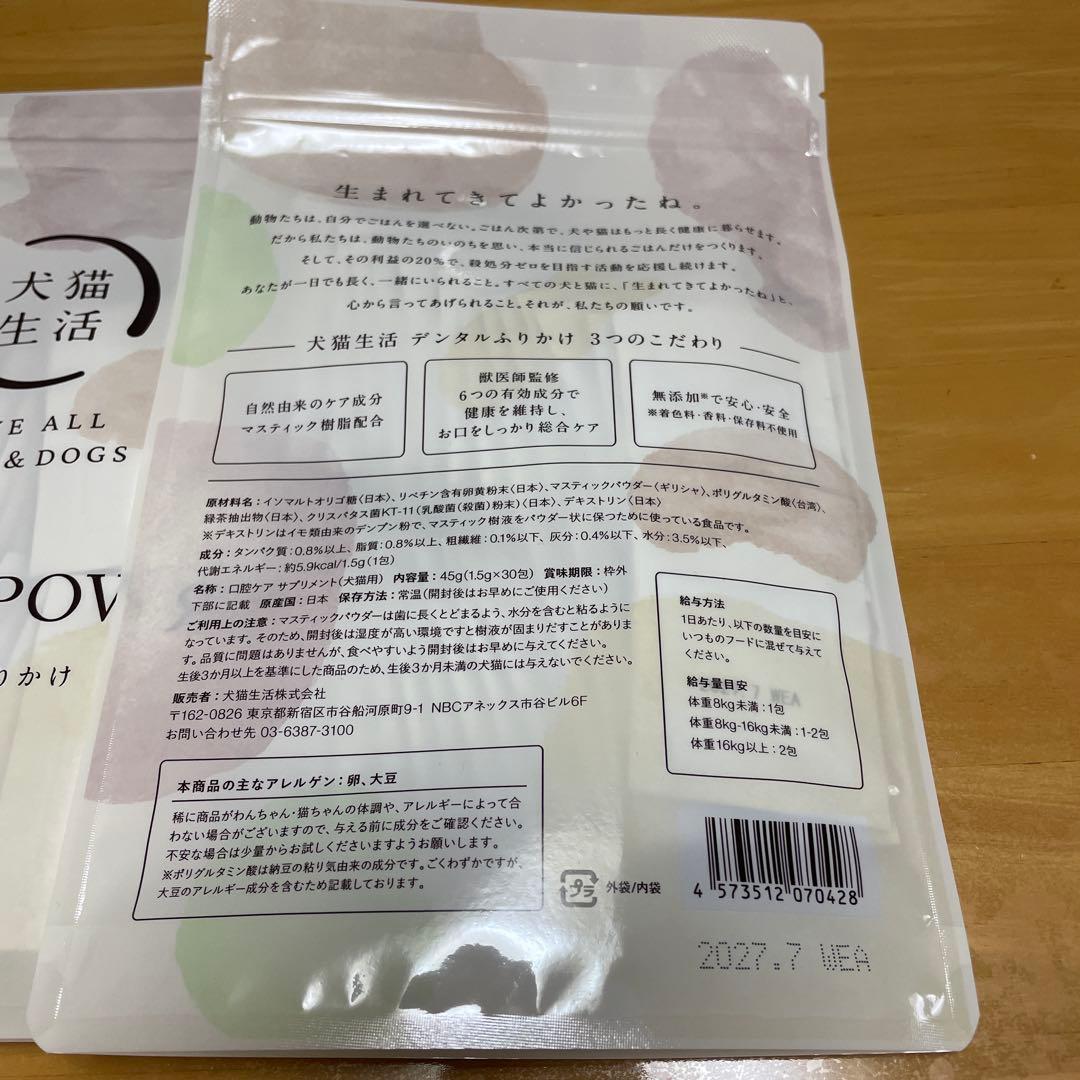 犬猫
生活
E ALL
& DOGS
POW
りかけ
生まれてきてよかったね。
動物たちは、自分でごはんを選べない。ごはん次第で、犬や猫はもっと長く健康に暮らせます。
だから私たちは、動物たちのいのちを思い、本当に信じられるごはんだけをつくります。
そして、その利益の20%で、殺処分ゼロを目指す活動を応援し続けます。
あなたが一日でも長く、一緒にいられること。すべての犬と猫に、「生まれてきてよかったね」と、
心から言ってあげられること。それが、私たちの願いです。
犬猫生活 デンタルふりかけ 3つのこだわり
自然由来のケア成分
マスティック樹脂配合
獣医師監修
6つの有効成分で
健康を維持し、
お口をしっかり総合ケア
無添加※で安心・安全
※着色料・香料・保存料不使用
原材料名：イソマルトオリゴ糖〈日本〉、リベチン含有卵黄粉末〈日本〉、マスティックパウダー〈ギリシャ〉、ポリグルタミン酸〈台湾〉、
緑茶抽出物〈日本〉、クリスパタス菌KT-11（乳酸菌（殺菌）粉末）〈日本〉、デキストリン〈日本〉
※デキストリンはイモ類由来のデンプン粉で、マスティック樹液をパウダー状に保つために使っている食品です。
成分：タンパク質：0.8%以上、脂質：0.8%以上、粗繊維：0.1%以下、灰分：0.4%以下、水分：3.5%以下、
代謝エネルギー：約5.9kcal/1.5g（1包）
名称：口腔ケア サプリメント（犬猫用） 内容量：45g（1.5g×30包） 賞味期限：枠外
下部に記載 原産国：日本 保存方法：常温（開封後はお早めにご使用ください）
ご利用上の注意：マスティックパウダーは歯に長くとどまるよう、水分を含むと粘るように
なっています。そのため、開封後は湿度が高い環境ですと樹液が固まりだすことがありま
す。品質に問題はありませんが、食べやすいよう開封後はお早めに与えてください。
生後3か月以上を基準にした商品のため、生後3か月未満の犬猫には与えないでください。
販売者：犬猫生活株式会社
〒162-0826 東京都新宿区市谷船河原町9-1 NBCアネックス市谷ビル6F
お問い合わせ先 03-6387-3100
給与方法
1日あたり、以下の数量を目安に
いつものフードに混ぜて与えて
ください。
給与量目安
体重8kg未満：1包
体重8kg-16kg未満：1-2包
体重16kg以上：2包
本商品の主なアレルゲン：卵、大豆
稀に商品がわんちゃん・猫ちゃんの体調や、アレルギーによって合
わない場合がございますので、与える前に成分をご確認ください。
不安な場合は少量からお試しくださいますようお願いします。
※ポリグルタミン酸は納豆の粘り気由来の成分です。ごくわずかですが、
大豆のアレルギー成分を含むため記載しております。
プラ 外袋/内袋
4 573512 070428
2027.7 WEA